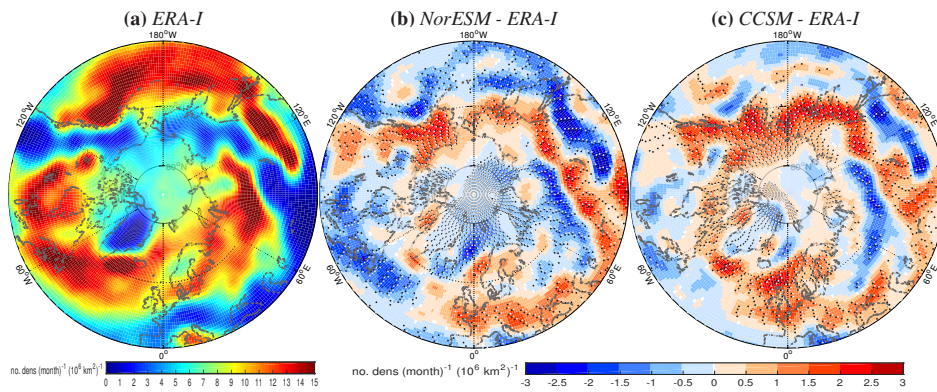 (a) ERA-I
(b) NorESM - ERA-I
(c) CCSM - ERA-I
180°W
180°W
180°W
120°W
120°E
120°W
120°E
120°W
120°E
60°W
60°E
60°W
60°E
60°W
60°E
0°
0°
0°
no. dens (month)⁻¹ (10⁶ km²)⁻¹
0 1 2 3 4 5 6 7 8 9 10 11 12 13 14 15
no. dens (month)⁻¹ (10⁶ km²)⁻¹
-3 -2.5 -2 -1.5 -1 -0.5 0 0.5 1 1.5 2 2.5 3